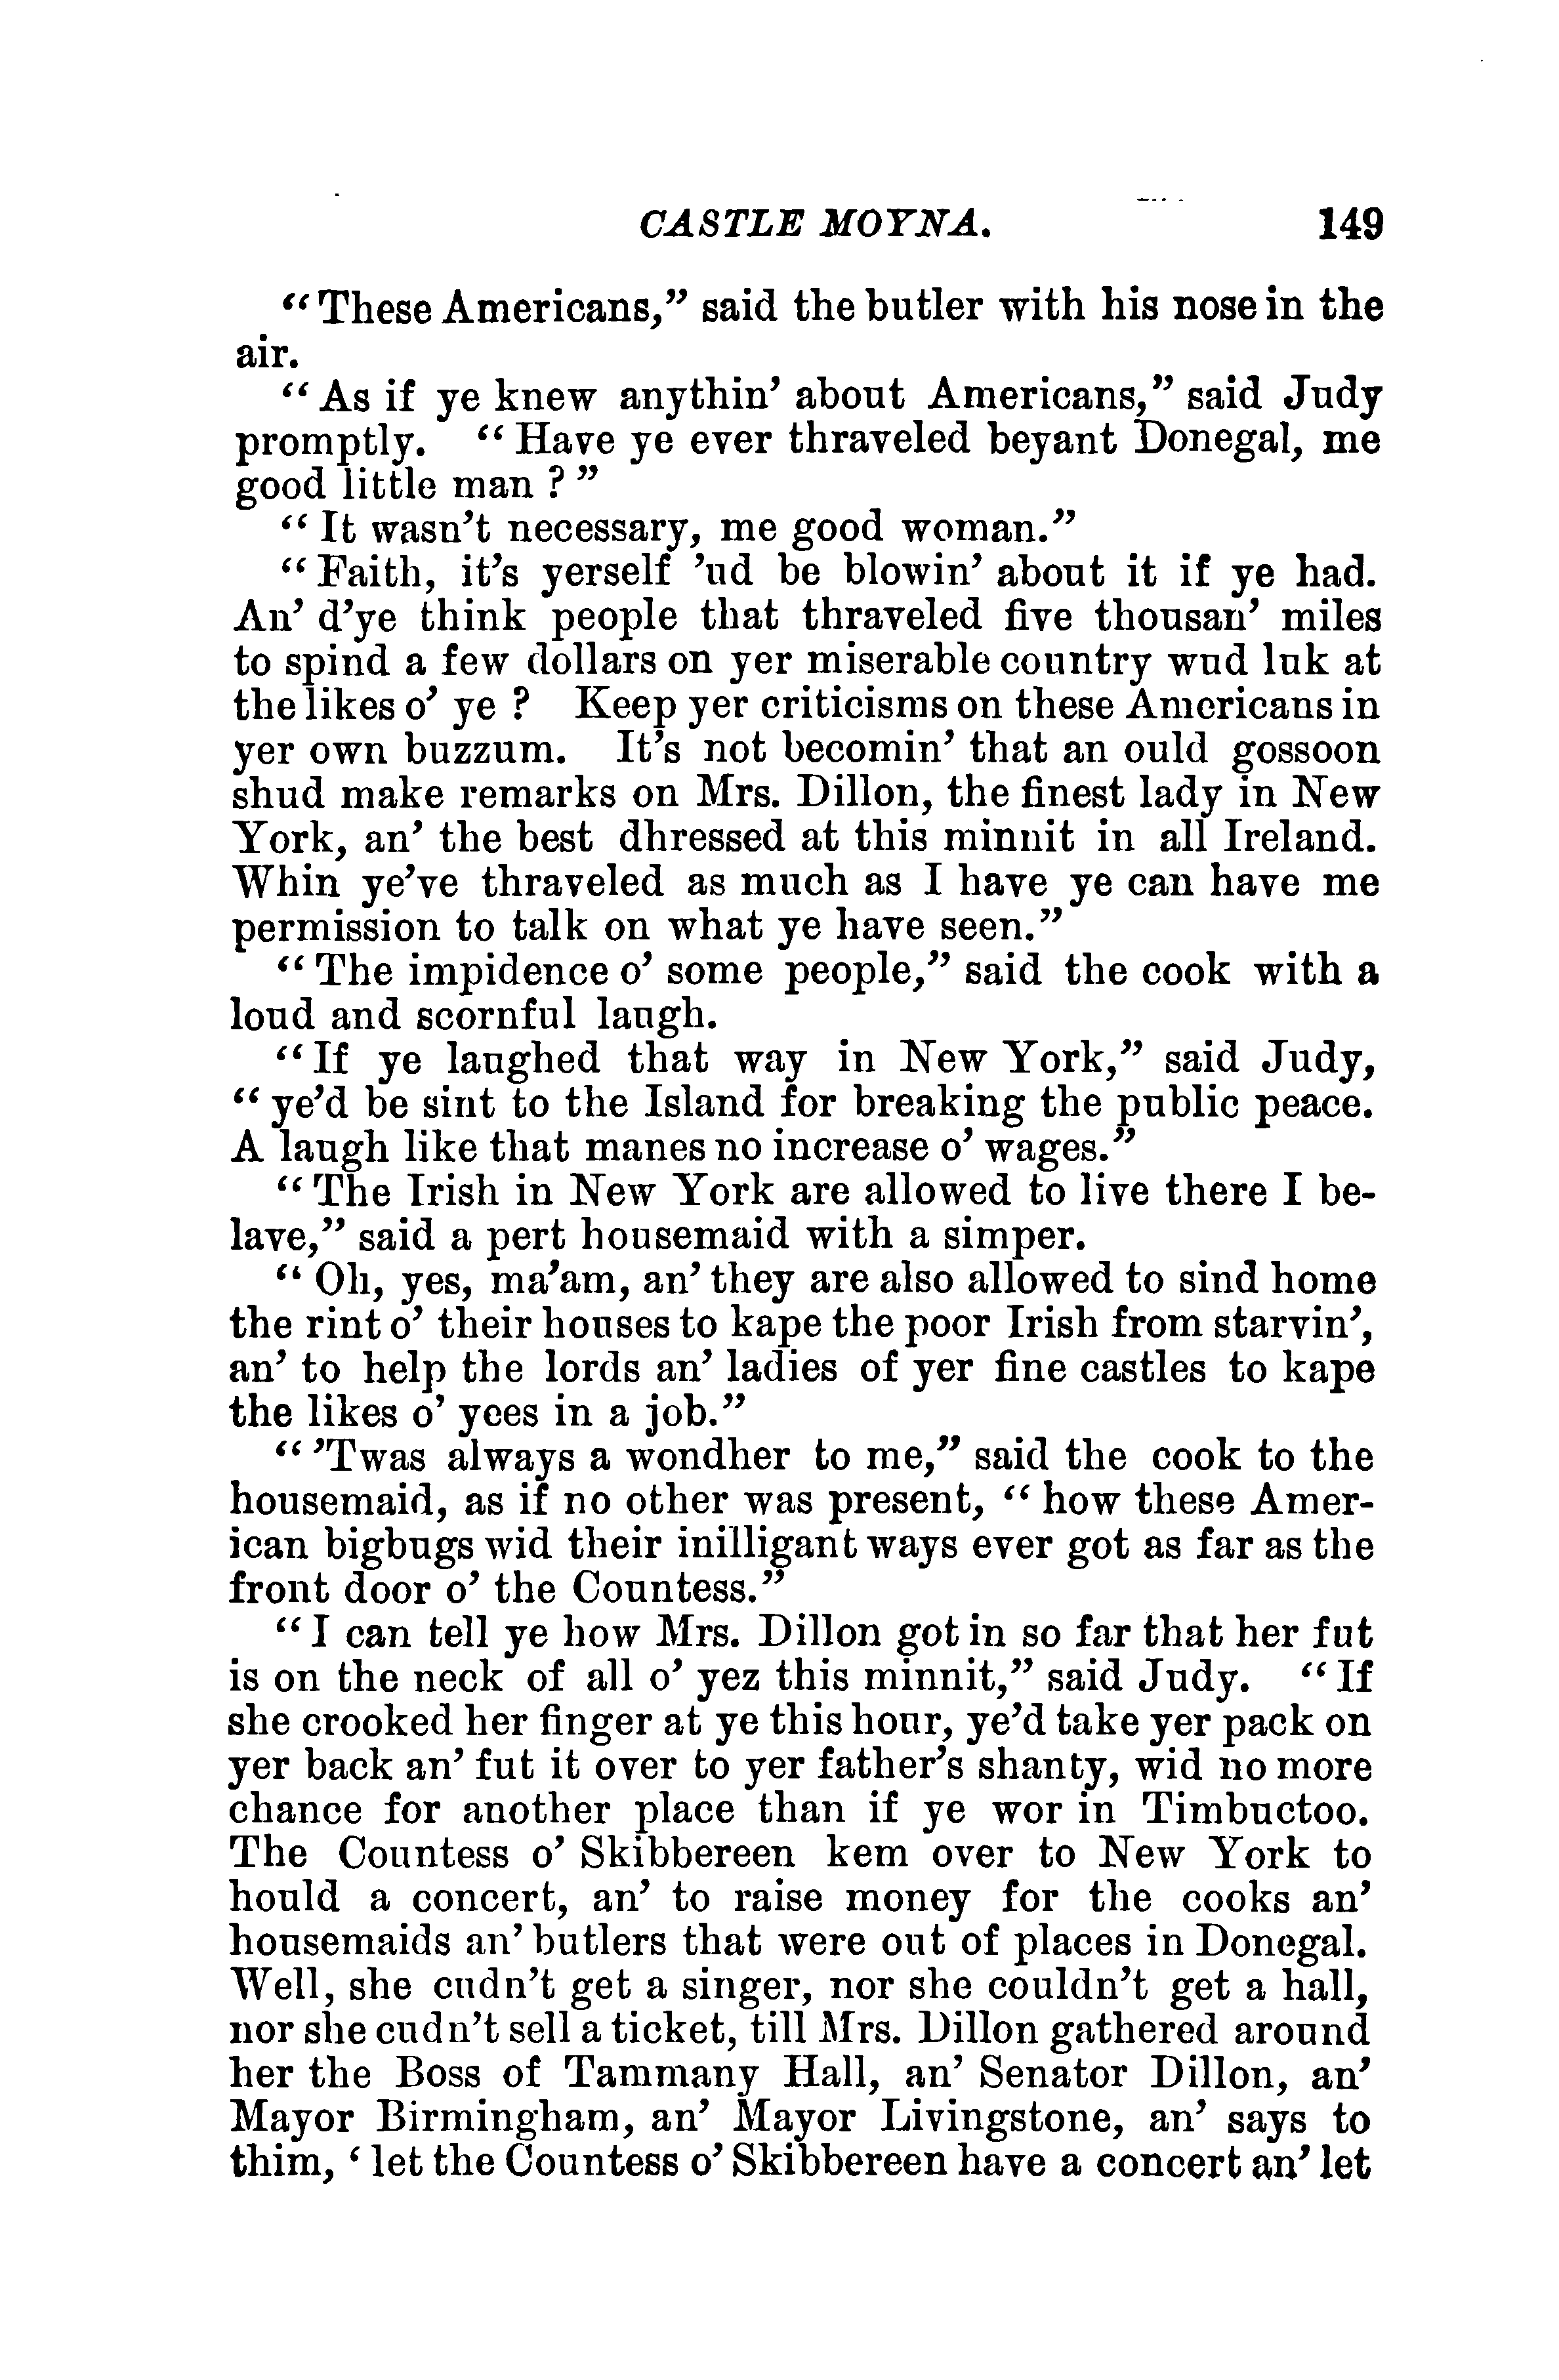 CASTLE MOYNA. 149
“These Americans,” said the butler with his nose in the
air.
“As if ye knew anythin’ about Americans,” said Judy
promptly. “Have ye ever thraveled beyant Donegal, me
good little man ?”
“It wasn’t necessary, me good woman.”
“Faith, it’s yerself ’ud be blowin’ about it if ye had.
An’ d’ye think people that thraveled five thousan’ miles
to spind a few dollars on yer miserable country wud luk at
the likes o’ ye ? Keep yer criticisms on these Americans in
yer own buzzum. It’s not becomin’ that an ould gossoon
shud make remarks on Mrs. Dillon, the finest lady in New
York, an’ the best dhressed at this minnit in all Ireland.
Whin ye’ve thraveled as much as I have ye can have me
permission to talk on what ye have seen.”
“The impidence o’ some people,” said the cook with a
loud and scornful laugh.
“If ye laughed that way in New York,” said Judy,
“ye’d be sint to the Island for breaking the public peace.
A laugh like that manes no increase o’ wages.”
“The Irish in New York are allowed to live there I be-
lave,” said a pert housemaid with a simper.
“Oh, yes, ma’am, an’ they are also allowed to sind home
the rint o’ their houses to kape the poor Irish from starvin’,
an’ to help the lords an’ ladies of yer fine castles to kape
the likes o’ yees in a job.”
“’Twas always a wondher to me,” said the cook to the
housemaid, as if no other was present, “how these Amer-
ican bigbugs wid their inilligant ways ever got as far as the
front door o’ the Countess.”
“I can tell ye how Mrs. Dillon got in so far that her fut
is on the neck of all o’ yez this minnit,” said Judy. “If
she crooked her finger at ye this hour, ye’d take yer pack on
yer back an’ fut it over to yer father’s shanty, wid no more
chance for another place than if ye wor in Timbuctoo.
The Countess o’ Skibbereen kem over to New York to
hould a concert, an’ to raise money for the cooks an’
housemaids an’ butlers that were out of places in Donegal.
Well, she cudn’t get a singer, nor she couldn’t get a hall,
nor she cudn’t sell a ticket, till Mrs. Dillon gathered around
her the Boss of Tammany Hall, an’ Senator Dillon, an’
Mayor Birmingham, an’ Mayor Livingstone, an’ says to
thim, ‘let the Countess o’ Skibbereen have a concert an’ let